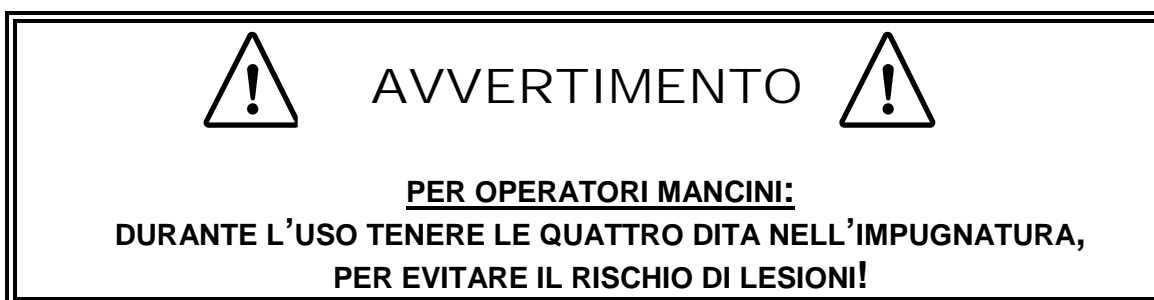 AVVERTIMENTO
PER OPERATORI MANCINI:
DURANTE L'USO TENERE LE QUATTRO DITA NELL'IMPUGNATURA,
PER EVITARE IL RISCHIO DI LESIONI!